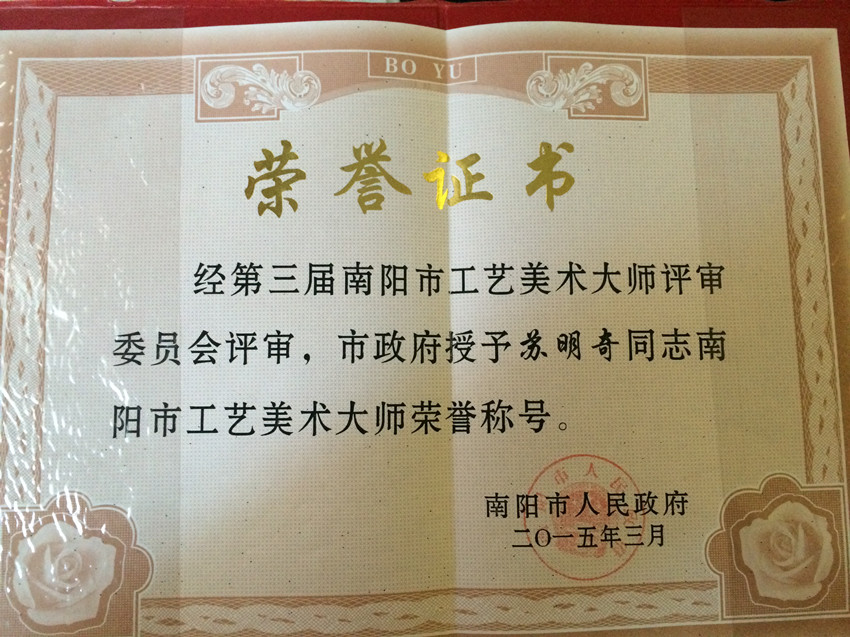 BO YU
荣誉证书
经第三届南阳市工艺美术大师评审
委员会评审，市政府授予苏明奇同志南
阳市工艺美术大师荣誉称号。
南阳市人民政府
二〇一五年三月